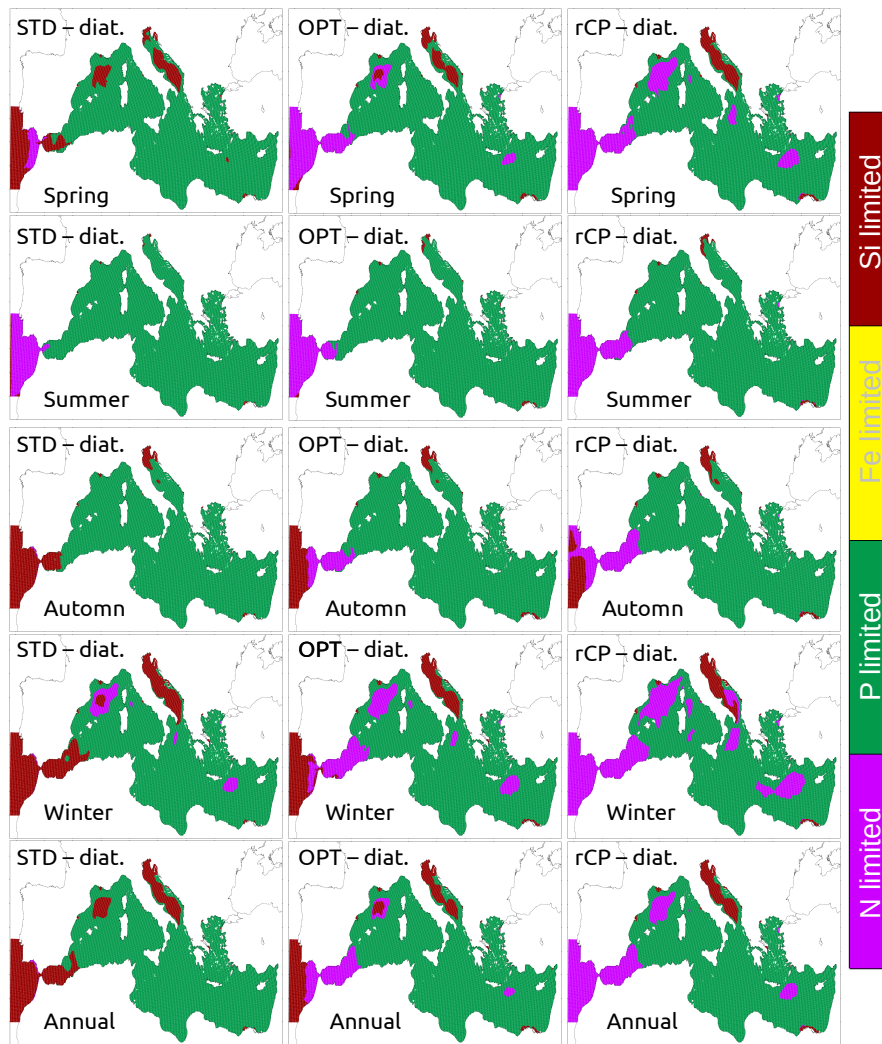 STD – diat.
OPT – diat.
rCP – diat.
Spring
Spring
Spring
STD – diat.
OPT – diat.
rCP – diat.
Summer
Summer
Summer
STD – diat.
OPT – diat.
rCP – diat.
Automn
Automn
Automn
STD – diat.
OPT – diat.
rCP – diat.
Winter
Winter
Winter
STD – diat.
OPT – diat.
rCP – diat.
Annual
Annual
Annual
Si limited
Fe limited
P limited
N limited